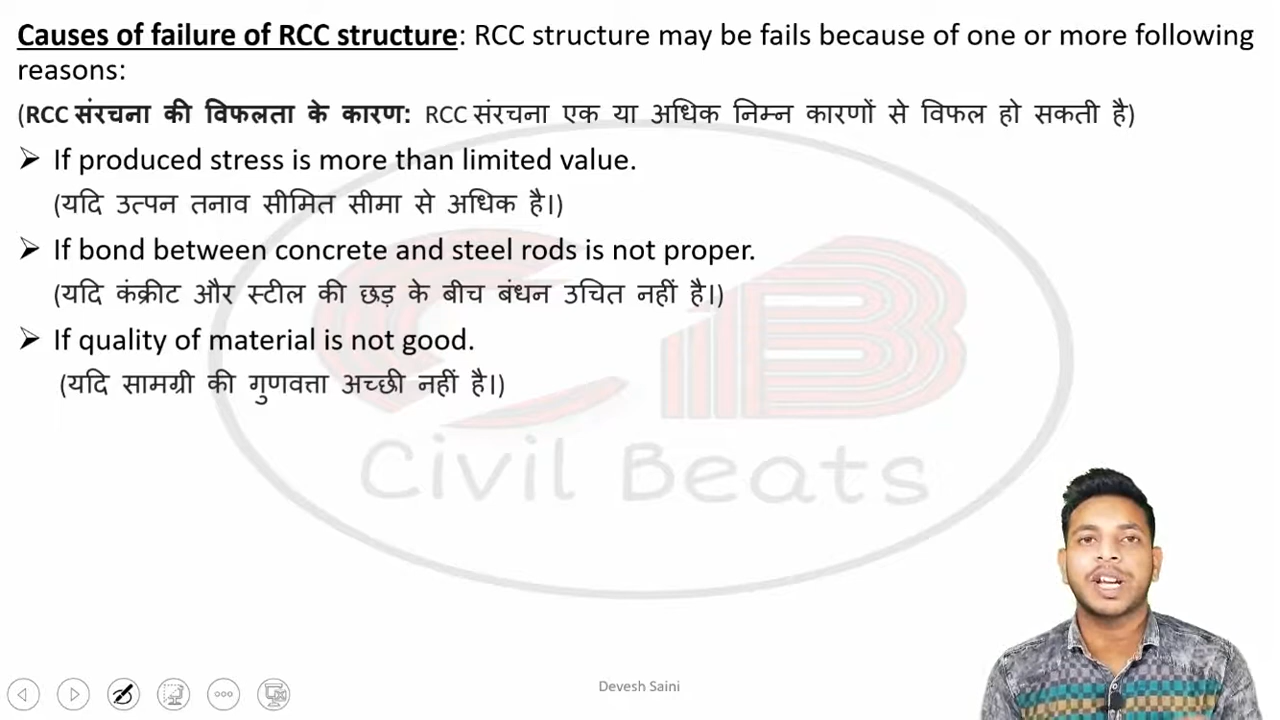 Causes of failure of RCC structure: RCC structure may be fails because of one or more following
reasons:
(RCC संरचना की विफलता के कारण: RCC संरचना एक या अधिक निम्न कारणों से विफल हो सकती है)
➢ If produced stress is more than limited value.
(यदि उत्पन तनाव सीमित सीमा से अधिक है।)
➢ If bond between concrete and steel rods is not proper.
(यदि कंक्रीट और स्टील की छड़ के बीच बंधन उचित नहीं है।)
➢ If quality of material is not good.
(यदि सामग्री की गुणवत्ता अच्छी नहीं है।)
CB
Civil Beats
Devesh Saini